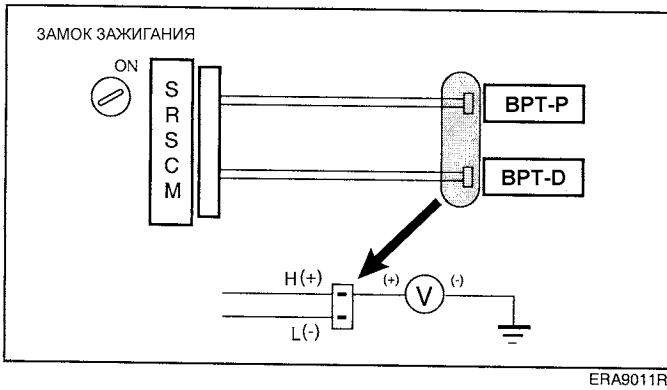 ЗАМОК ЗАЖИГАНИЯ
ON
S
R
S
C
M
BPT-P
BPT-D
H(+)
(+)
V
(-)
L(-)
ERA9011R